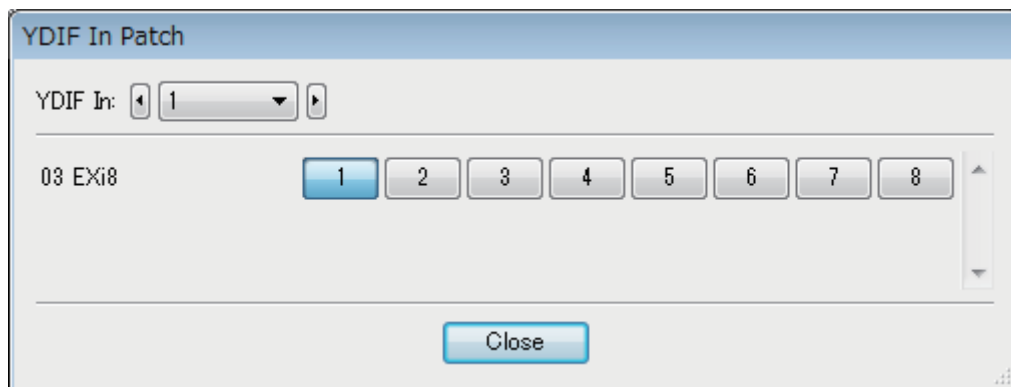 YDIF In Patch
YDIF In: 1
03 EXi8 1 2 3 4 5 6 7 8
Close